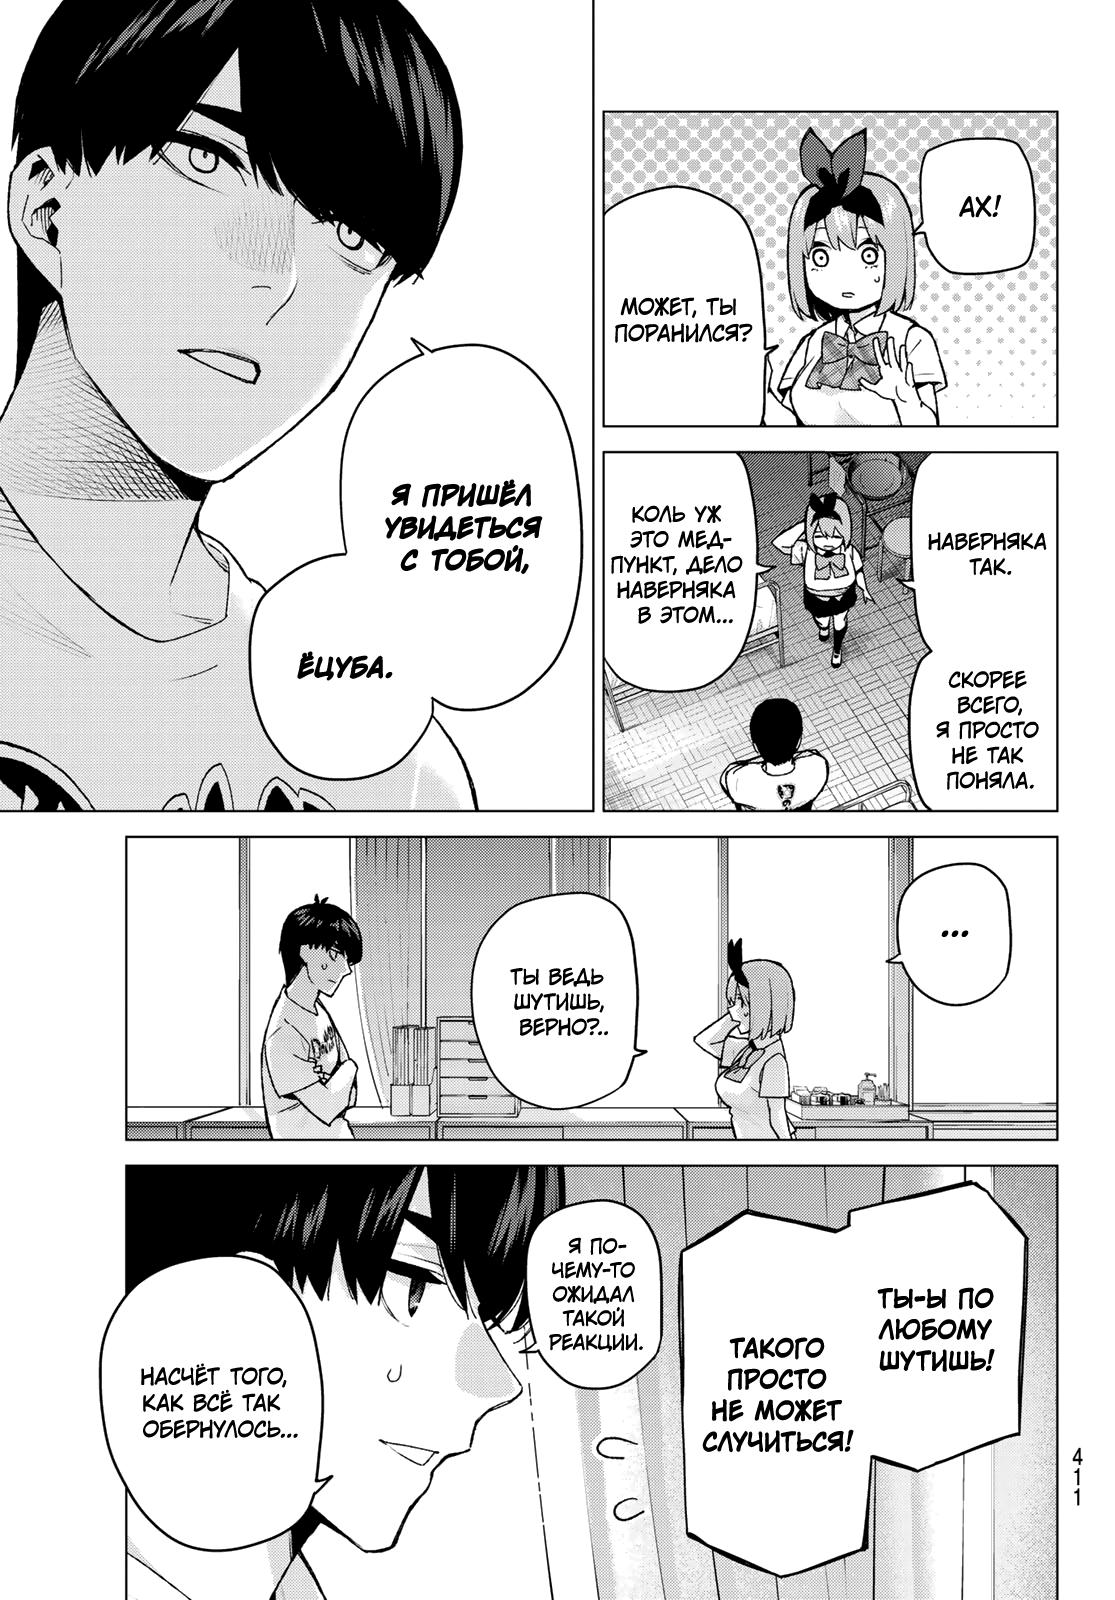 АХ!
МОЖЕТ, ТЫ
ПОРАНИЛСЯ?
НАВЕРНЯКА
ТАК.
СКОРЕЕ
ВСЕГО,
Я ПРОСТО
НЕ ТАК
ПОНЯЛА.
КОЛЬ УЖ
ЭТО МЕД-
ПУНКТ, ДЕЛО
НАВЕРНЯКА
В ЭТОМ...
Я ПРИШЁЛ
УВИДЕТЬСЯ
С ТОБОЙ,
ЁЦУБА.
...
ТЫ ВЕДЬ
ШУТИШЬ,
ВЕРНО?..
ТЫ-Ы ПО
ЛЮБОМУ
ШУТИШЬ!
ТАКОГО
ПРОСТО
НЕ МОЖЕТ
СЛУЧИТЬСЯ!
Я ПО-
ЧЕМУ-ТО
ОЖИДАЛ
ТАКОЙ
РЕАКЦИИ.
НАСЧЁТ ТОГО,
КАК ВСЁ ТАК
ОБЕРНУЛОСЬ...
411